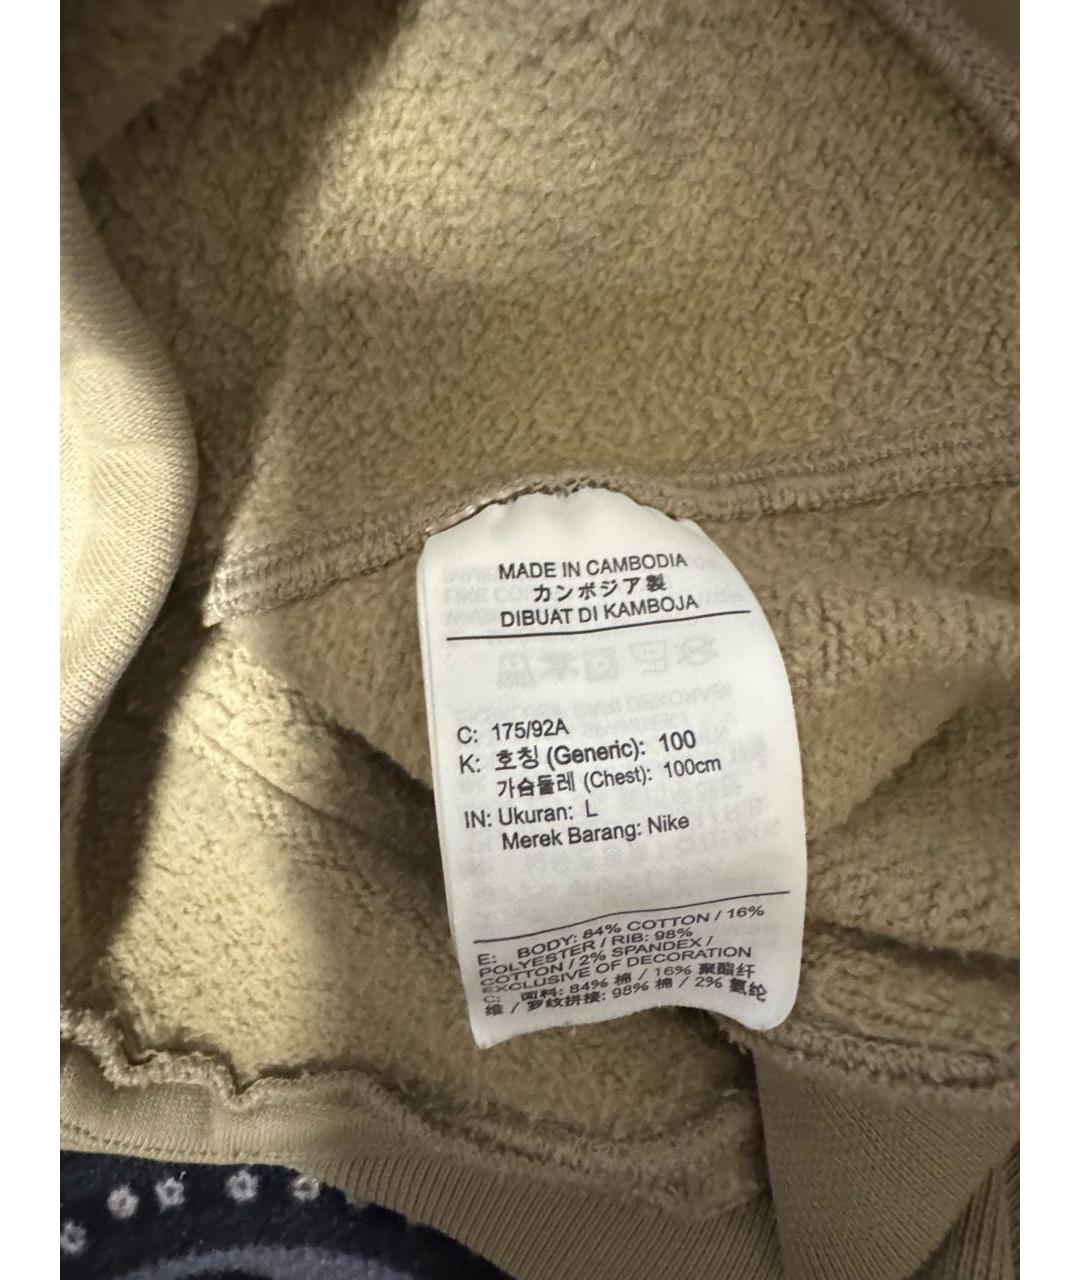 MADE IN CAMBODIA
カンボジア製
DIBUAT DI KAMBOJA
C: 175/92A
K: 호칭 (Generic): 100
가슴둘레 (Chest): 100cm
IN: Ukuran: L
Merek Barang: Nike
E: BODY: 84% COTTON / 16%
POLYESTER / RIB: 98%
COTTON / 2% SPANDEX /
EXCLUSIVE OF DECORATION
C: 面料: 84% 棉 / 16% 聚酯纤
维 / 罗纹拼接: 98% 棉 / 2% 氨纶